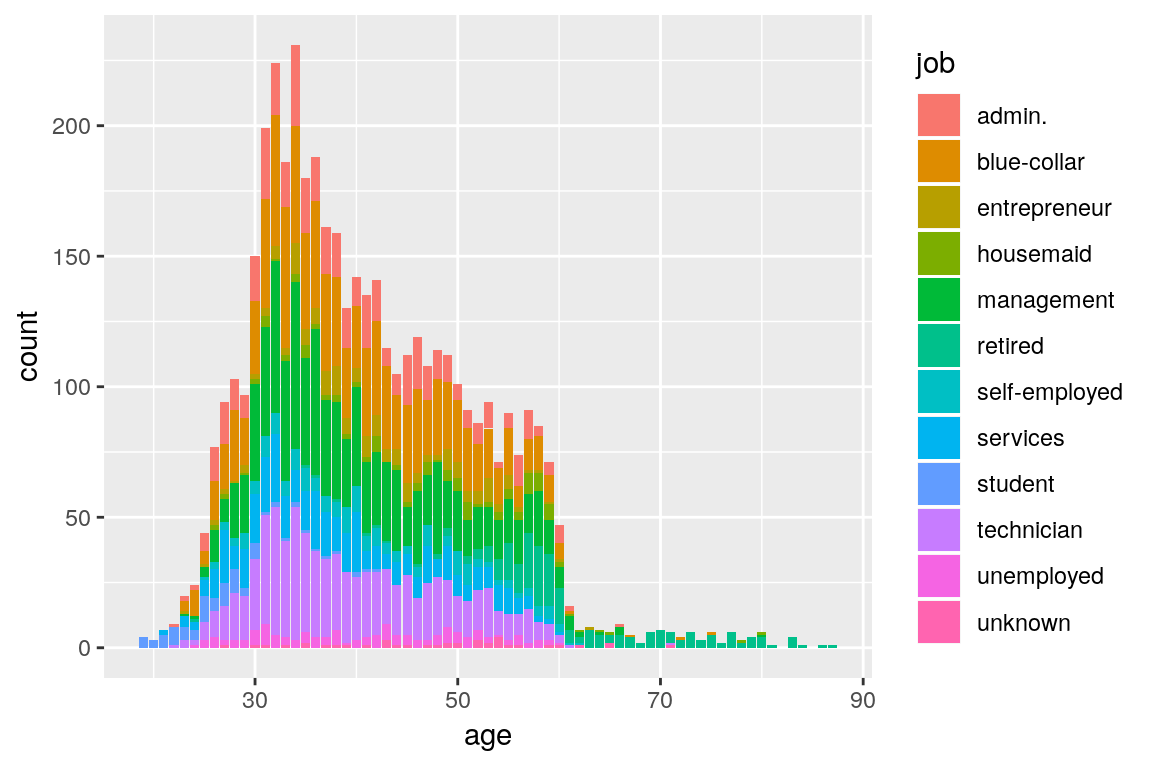 count
200
150
100
50
0
30 50 70 90
age
job
admin.
blue-collar
entrepreneur
housemaid
management
retired
self-employed
services
student
technician
unemployed
unknown